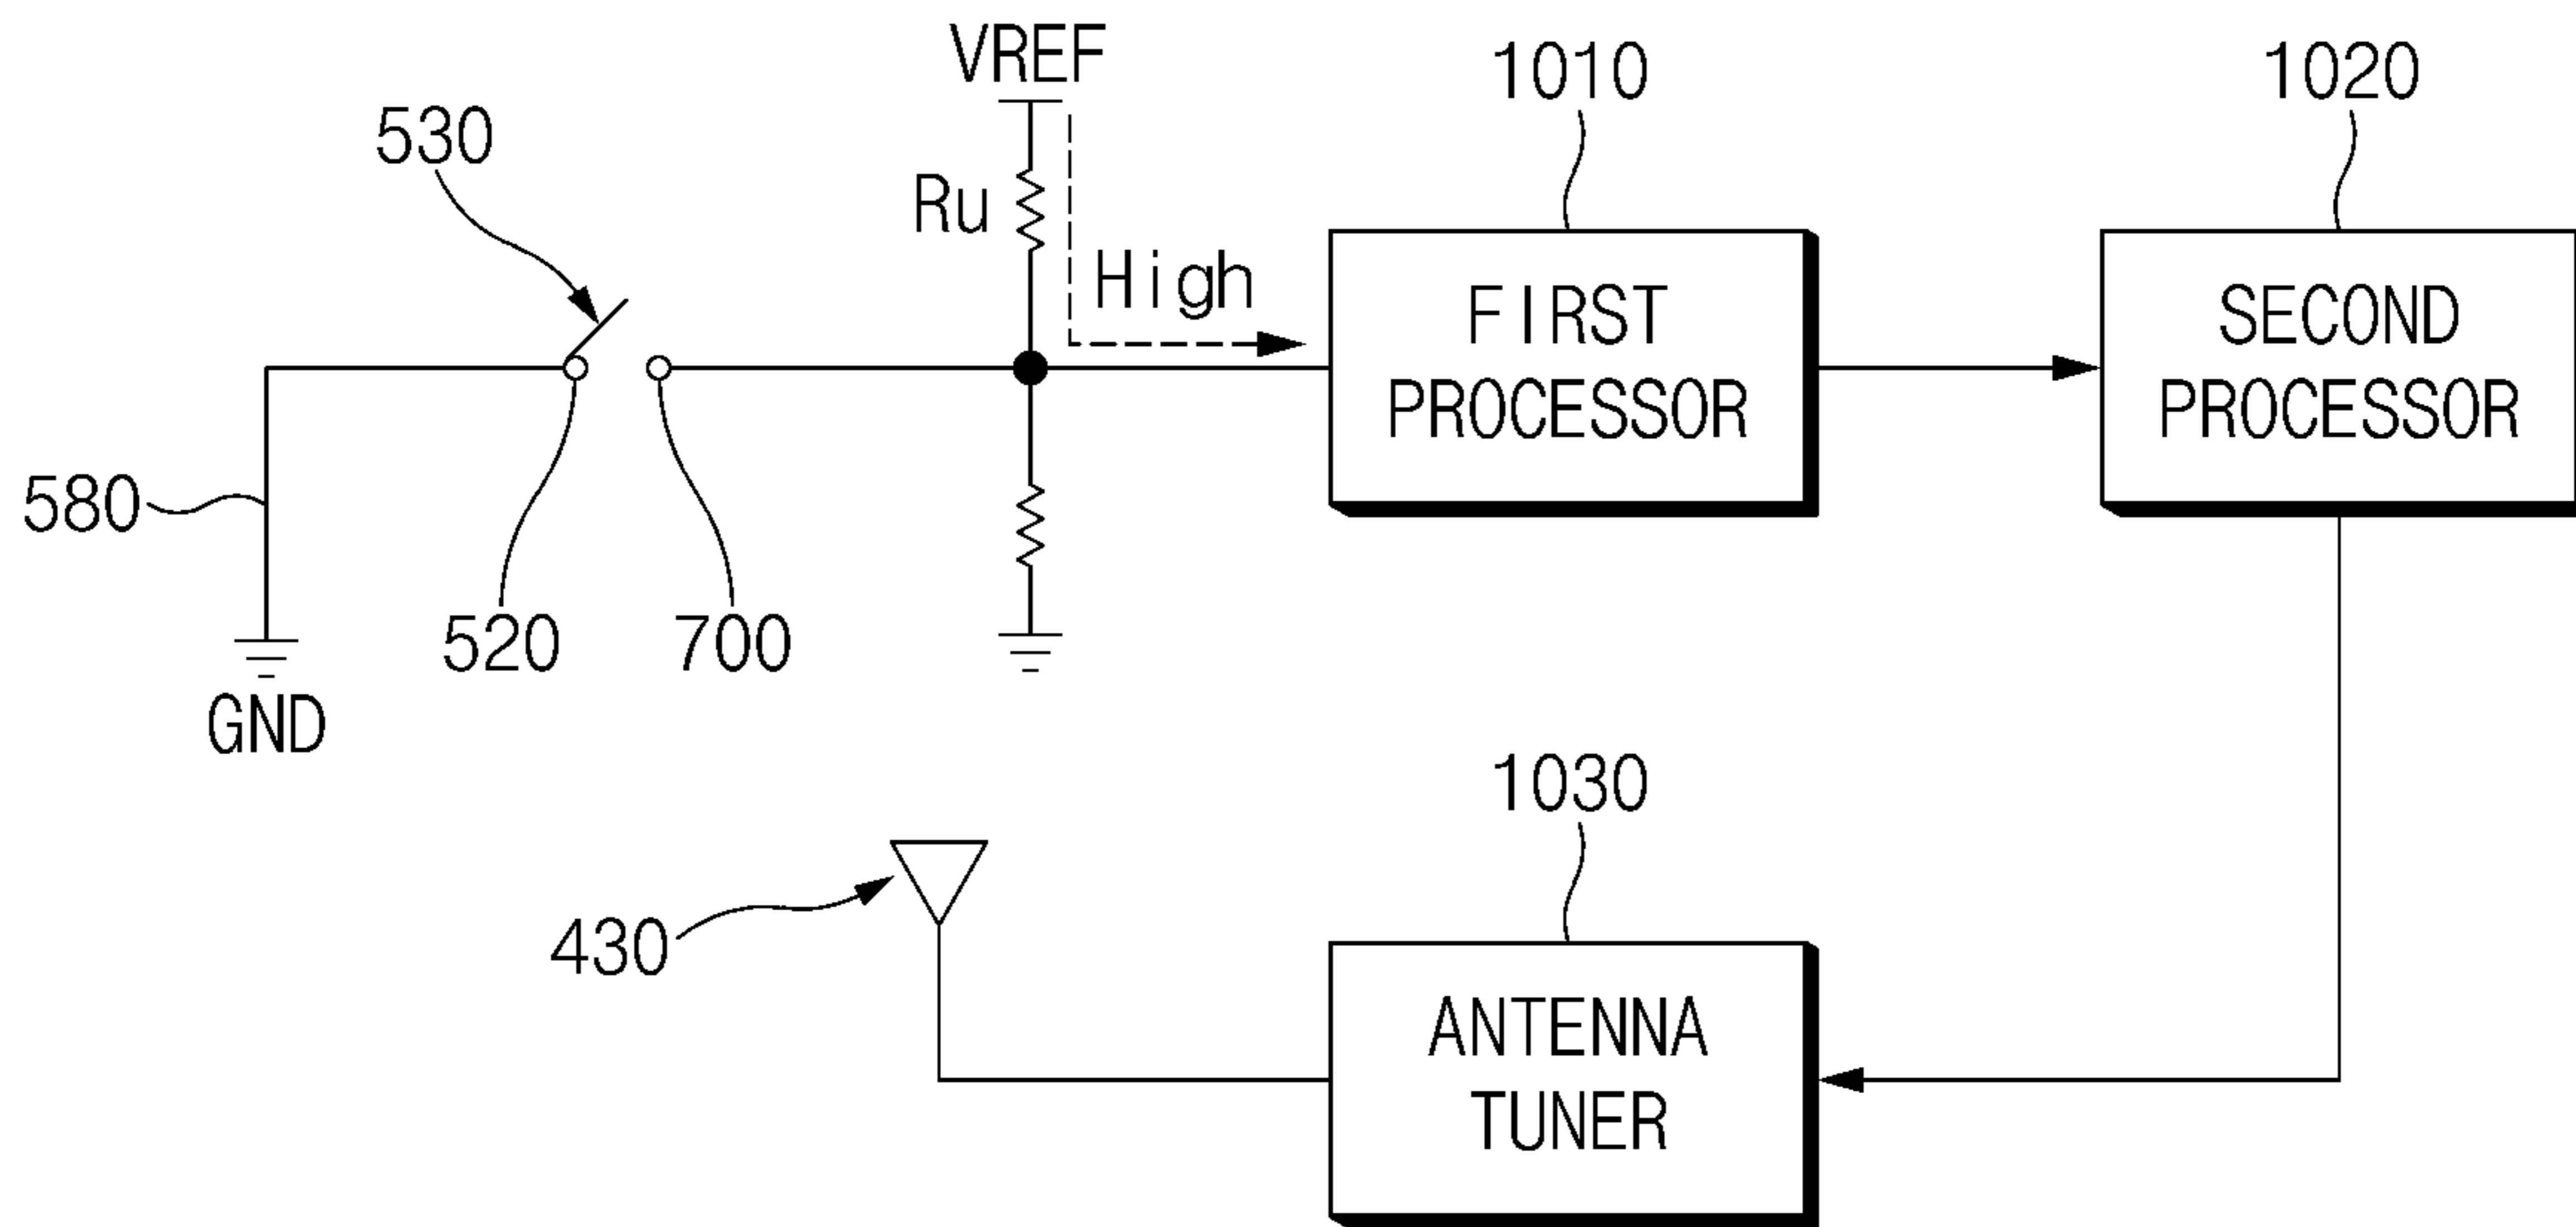 VREF
1010
1020
530
Ru
High
FIRST
PROCESSOR
SECOND
PROCESSOR
580
520
700
GND
1030
430
ANTENNA
TUNER